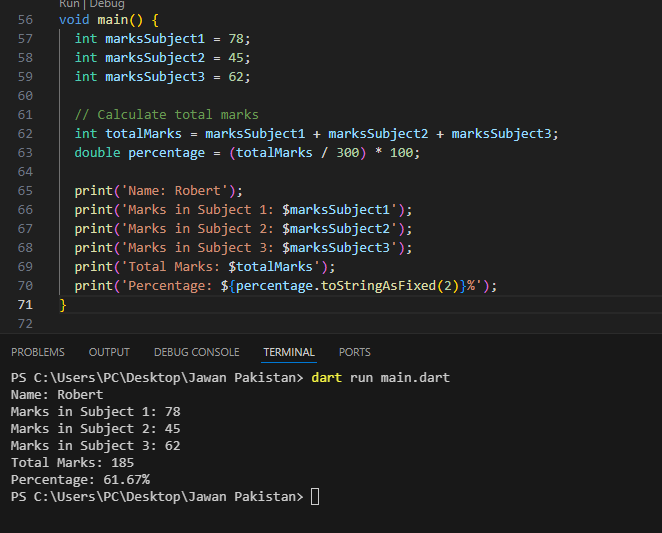 Run | Debug
56 void main() {
57   int marksSubject1 = 78;
58   int marksSubject2 = 45;
59   int marksSubject3 = 62;
60
61   // Calculate total marks
62   int totalMarks = marksSubject1 + marksSubject2 + marksSubject3;
63   double percentage = (totalMarks / 300) * 100;
64
65   print('Name: Robert');
66   print('Marks in Subject 1: $marksSubject1');
67   print('Marks in Subject 2: $marksSubject2');
68   print('Marks in Subject 3: $marksSubject3');
69   print('Total Marks: $totalMarks');
70   print('Percentage: ${percentage.toStringAsFixed(2)}%');
71 }
72
PROBLEMS OUTPUT DEBUG CONSOLE TERMINAL PORTS
PS C:\Users\PC\Desktop\Jawan Pakistan> dart run main.dart
Name: Robert
Marks in Subject 1: 78
Marks in Subject 2: 45
Marks in Subject 3: 62
Total Marks: 185
Percentage: 61.67%
PS C:\Users\PC\Desktop\Jawan Pakistan>